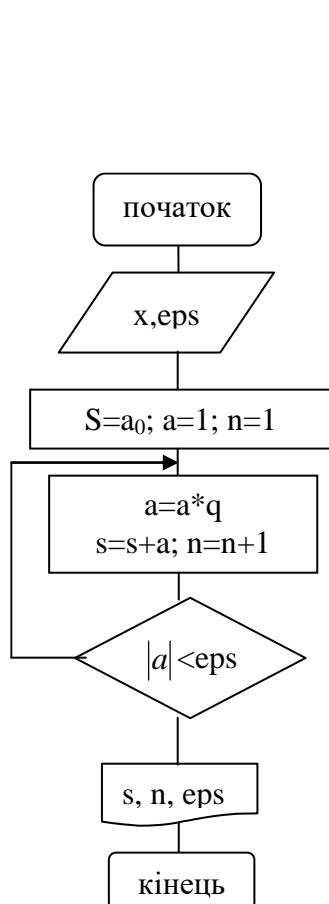 початок
x,eps
S=a₀; a=1; n=1
a=a*q
s=s+a; n=n+1
|a|<eps
s, n, eps
кінець